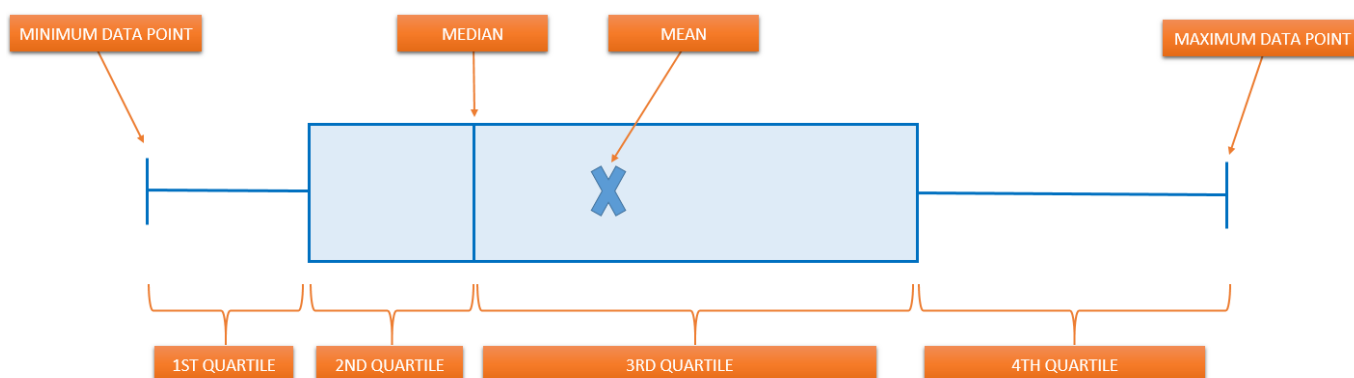 MINIMUM DATA POINT
MEDIAN
MEAN
MAXIMUM DATA POINT
1ST QUARTILE
2ND QUARTILE
3RD QUARTILE
4TH QUARTILE